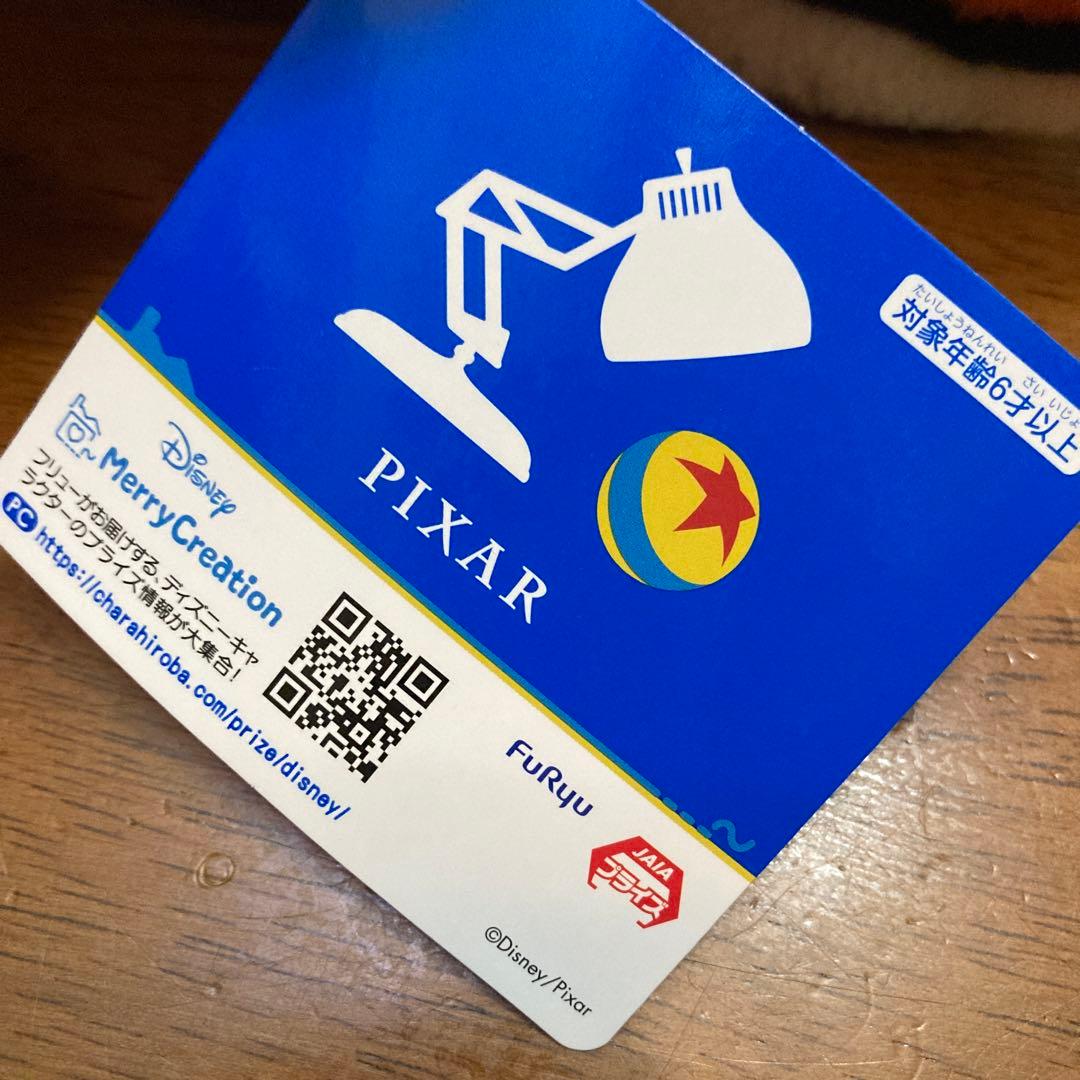 たいしょうねんれい さい いじょ
対象年齢6才以上
PIXAR
Disney
MerryCreation
フリューがお届けする、ディズニーキャ
ラクターのプライズ情報が大集合!
PC https://charahiroba.com/prize/disney/
FuRyu
JAIA
プライズ
©Disney/Pixar